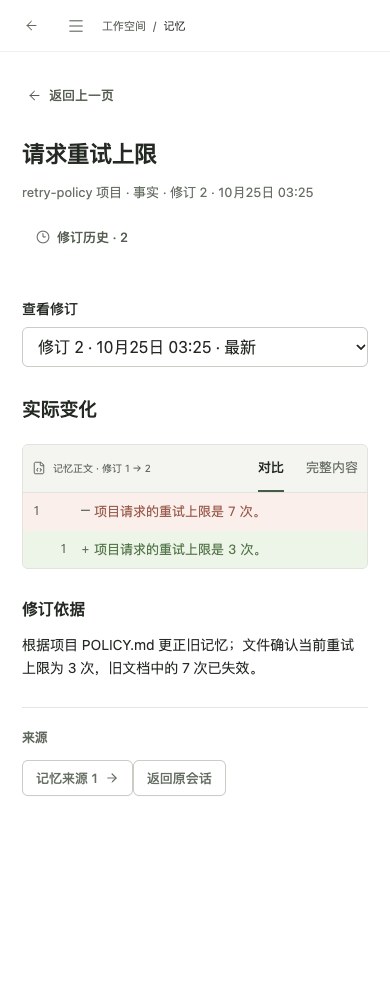 工作空间 / 记忆
返回上一页
请求重试上限
retry-policy 项目 · 事实 · 修订 2 · 10月25日 03:25
修订历史 · 2
查看修订
修订 2 · 10月25日 03:25 · 最新
实际变化
记忆正文 · 修订 1 → 2 对比 完整内容
1 − 项目请求的重试上限是 7 次。
1 + 项目请求的重试上限是 3 次。
修订依据
根据项目 POLICY.md 更正旧记忆；文件确认当前重试
上限为 3 次，旧文档中的 7 次已失效。
来源
记忆来源 1 → 返回原会话